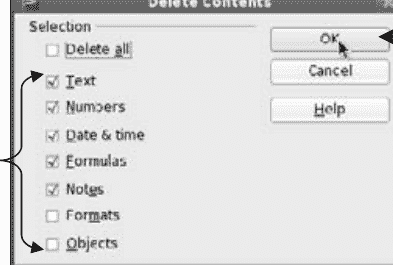 Delete Contents
Selection
Delete all
OK
Text
Cancel
Numbers
Help
Date & time
Formulas
Notes
Formats
Objects